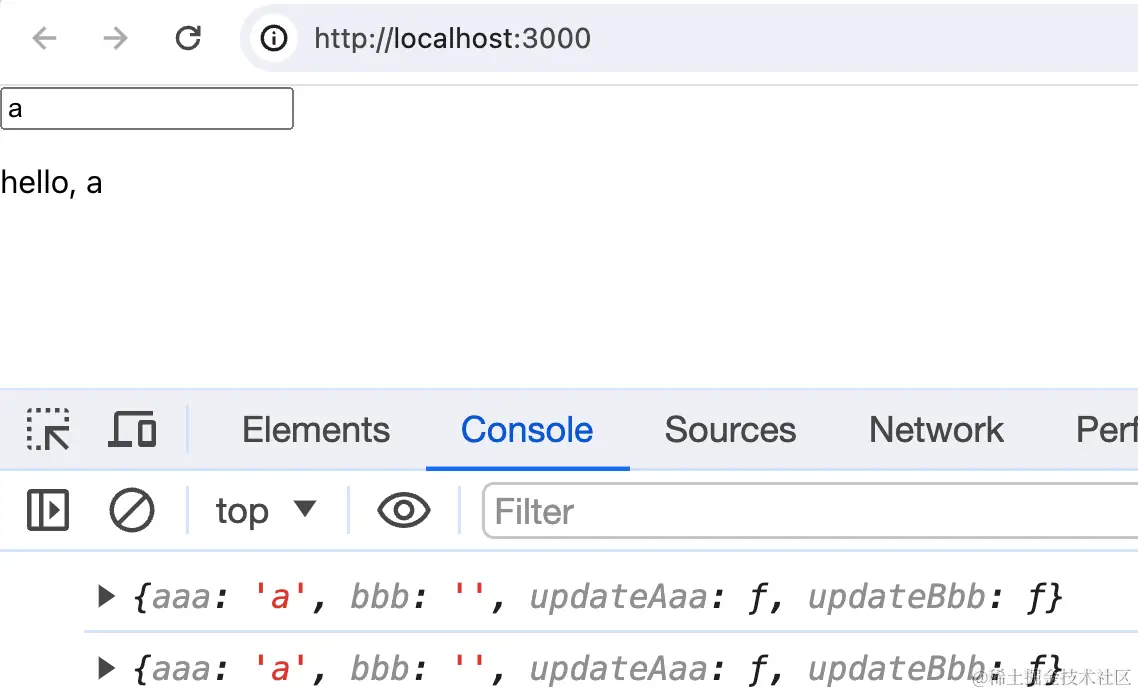 http://localhost:3000
a
hello, a
Elements Console Sources Network Perf
top Filter
{aaa: 'a', bbb: '', updateAaa: f, updateBbb: f}
{aaa: 'a', bbb: '', updateAaa: f, updateBbb: f}
@稀土掘金技术社区